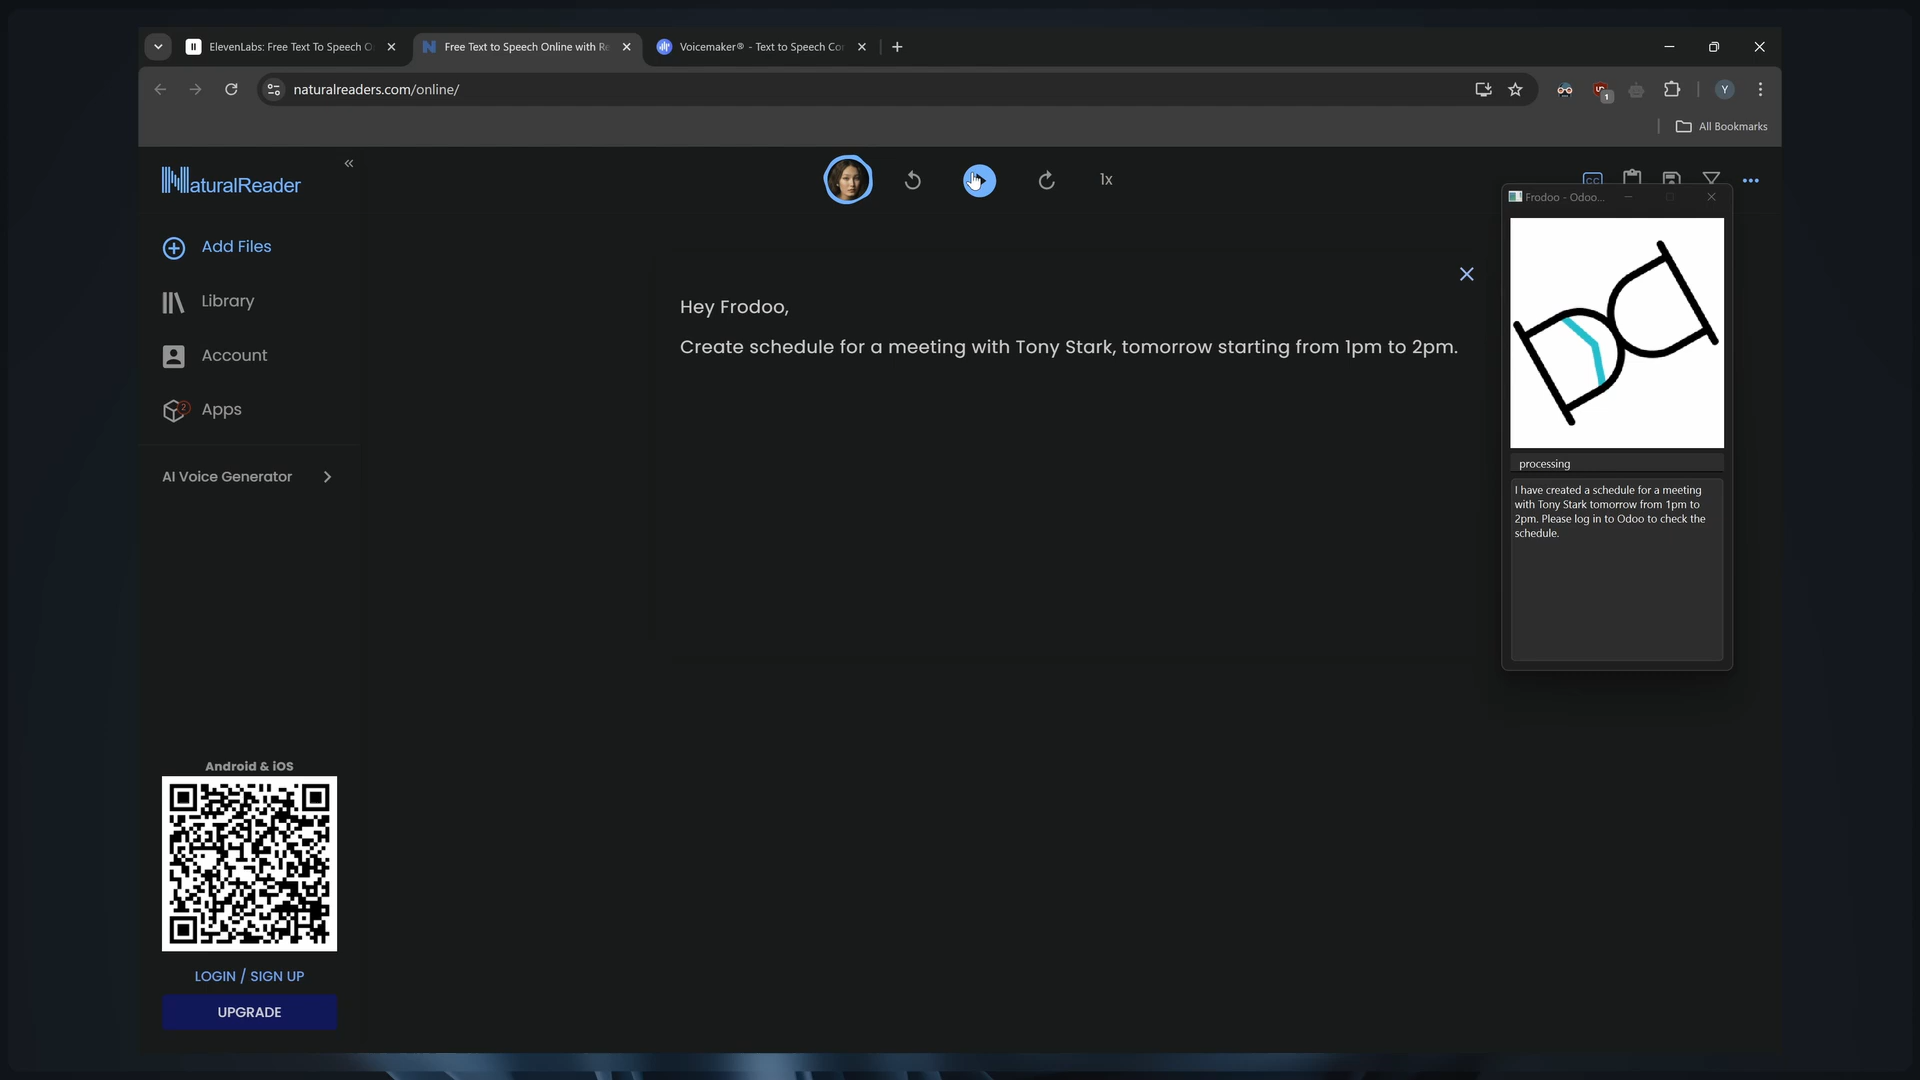 ElevenLabs: Free Text To Speech O
Free Text to Speech Online with Re
Voicemaker® - Text to Speech Co
naturalreaders.com/online/
1
Y
All Bookmarks
NaturalReader
1x
CC
Add Files
Library
Account
2
Apps
AI Voice Generator
Hey Frodoo,
Create schedule for a meeting with Tony Stark, tomorrow starting from 1pm to 2pm.
Frodoo - Odoo...
processing
I have created a schedule for a meeting
with Tony Stark tomorrow from 1pm to
2pm. Please log in to Odoo to check the
schedule.
Android & iOS
LOGIN / SIGN UP
UPGRADE